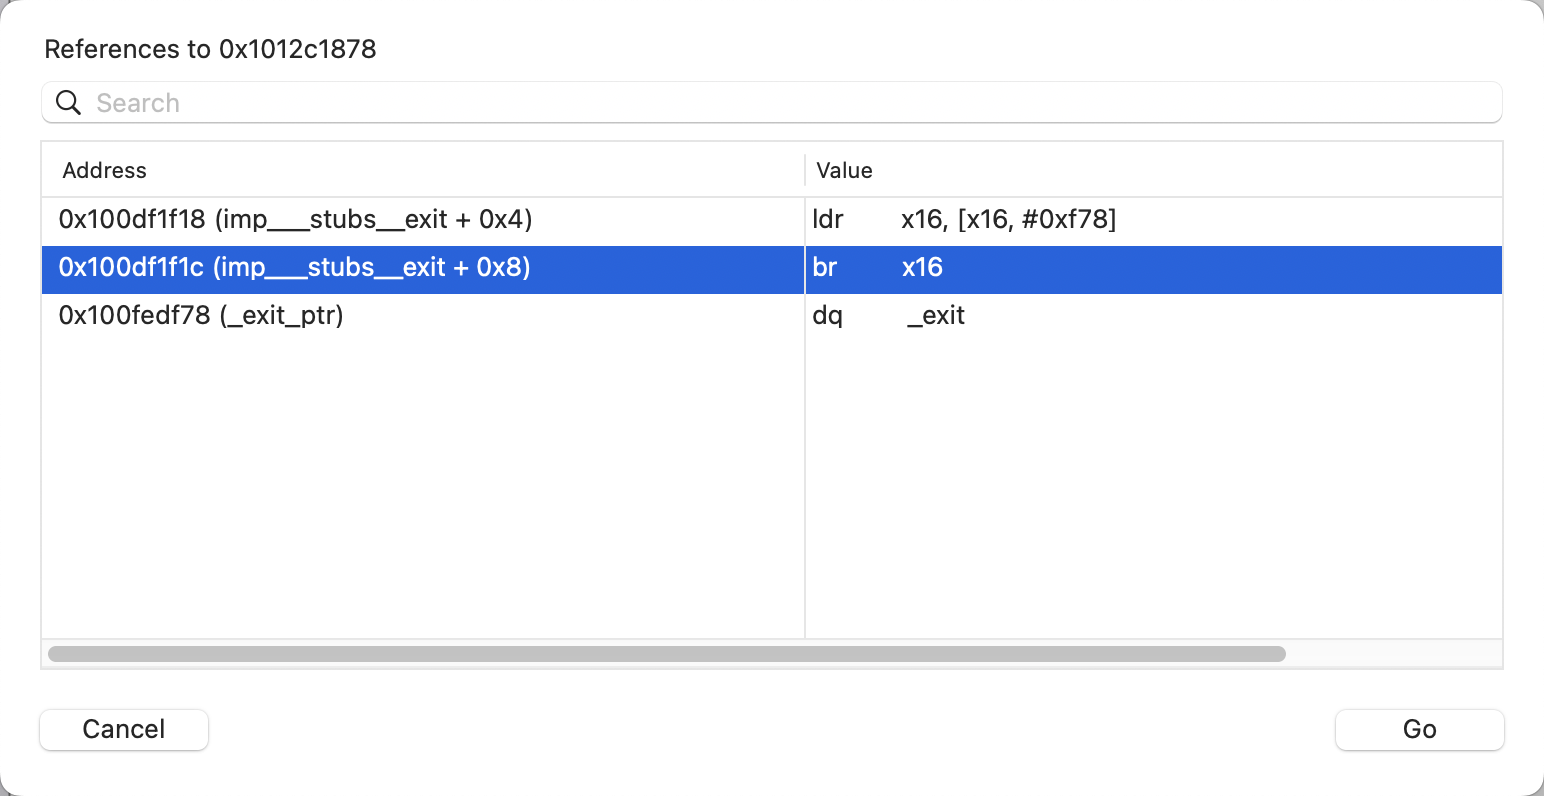 References to 0x1012c1878
Search
Address Value
0x100df1f18 (imp___stubs__exit + 0x4) ldr x16, [x16, #0xf78]
0x100df1f1c (imp___stubs__exit + 0x8) br x16
0x100fedf78 (_exit_ptr) dq _exit
Cancel Go